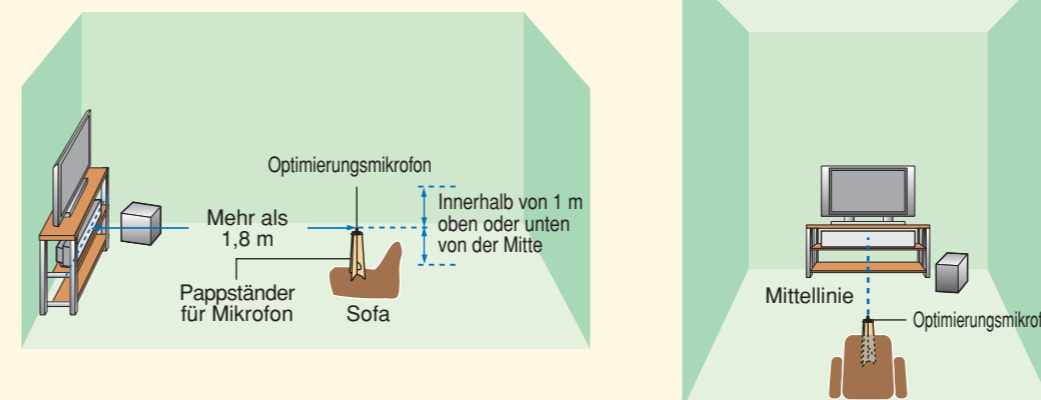 Optimierungsmikrofon
Mehr als
1,8 m
Innerhalb von 1 m
oben oder unten
von der Mitte
Pappständer
für Mikrofon
Sofa
Mittellinie
Optimierungsmikrof